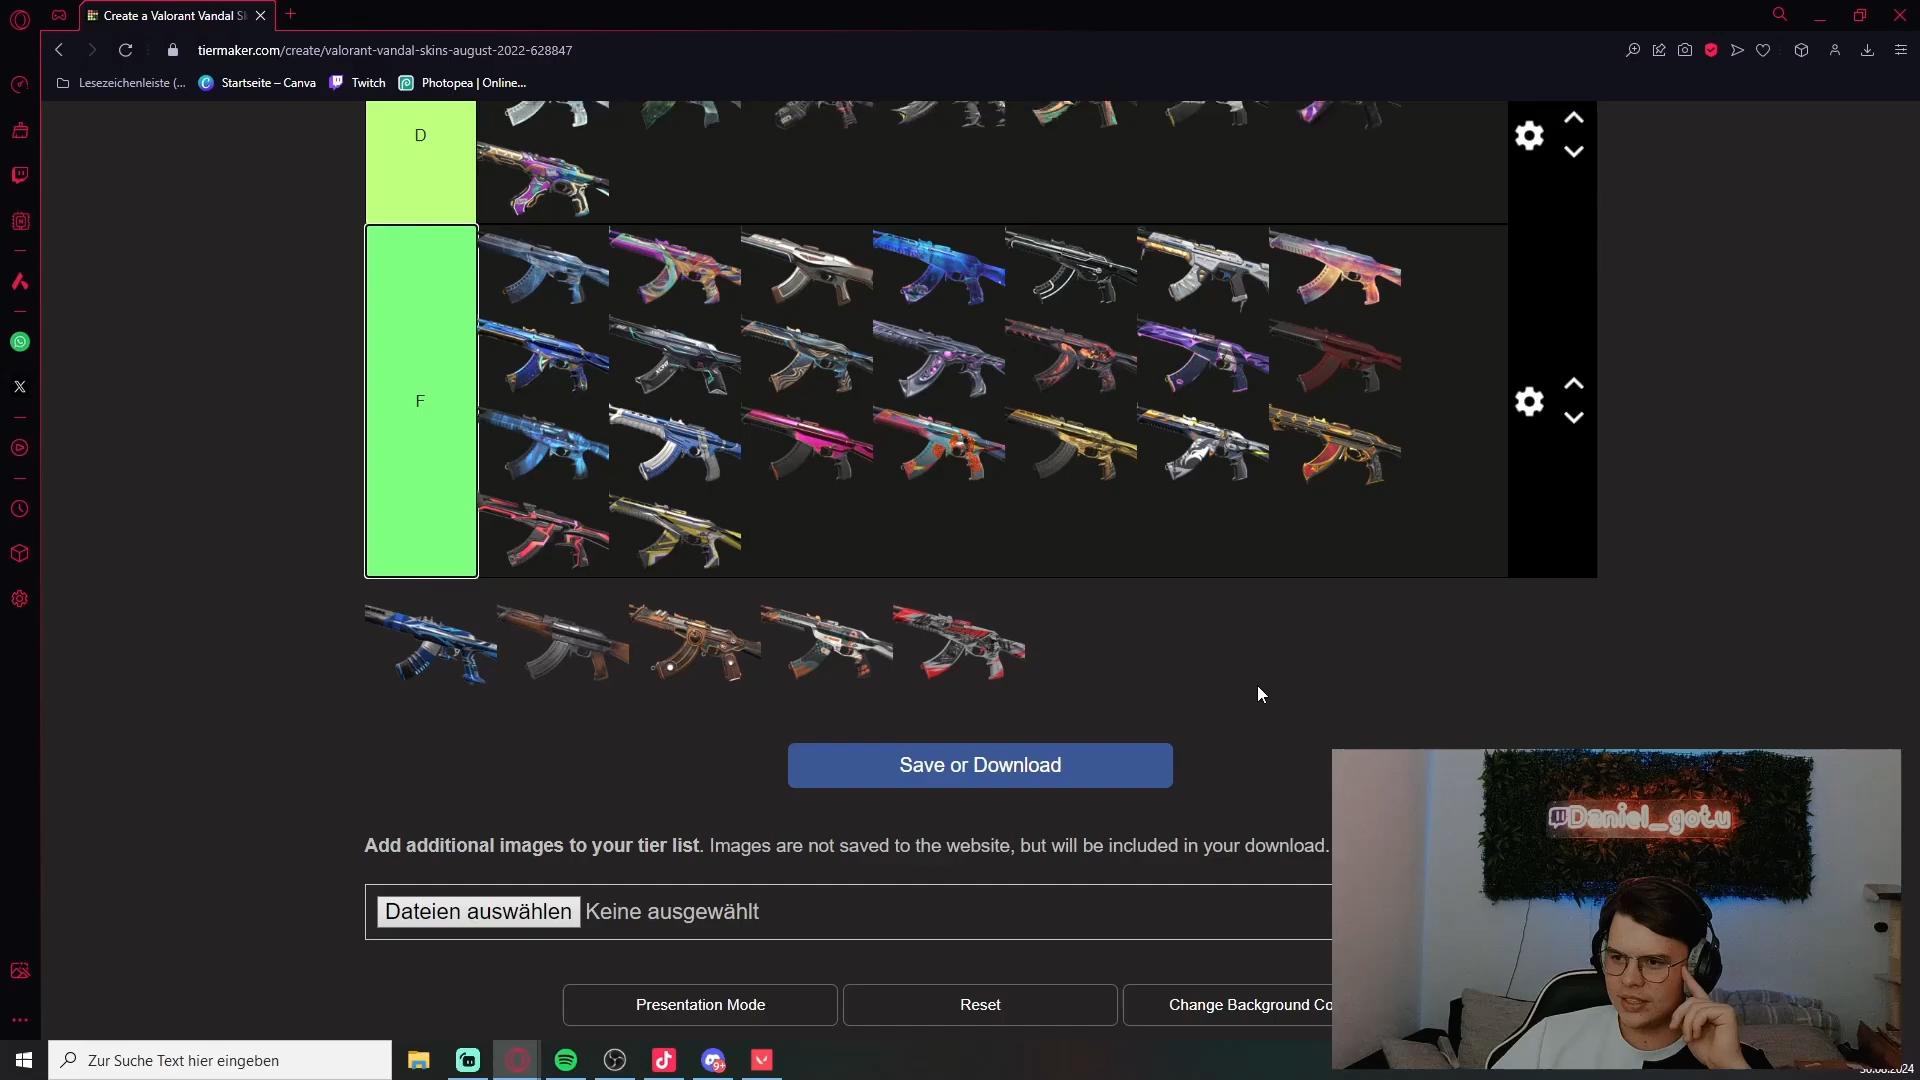 Create a Valorant Vandal Sk
tiermaker.com/create/valorant-vandal-skins-august-2022-628847
Lesezeichenleiste (...
Startseite – Canva
Twitch
Photopea | Online...
D
F
Save or Download
Add additional images to your tier list. Images are not saved to the website, but will be included in your download.
Dateien auswählen Keine ausgewählt
Daniel_gotu
Presentation Mode
Reset
Change Background Co
Zur Suche Text hier eingeben
9+